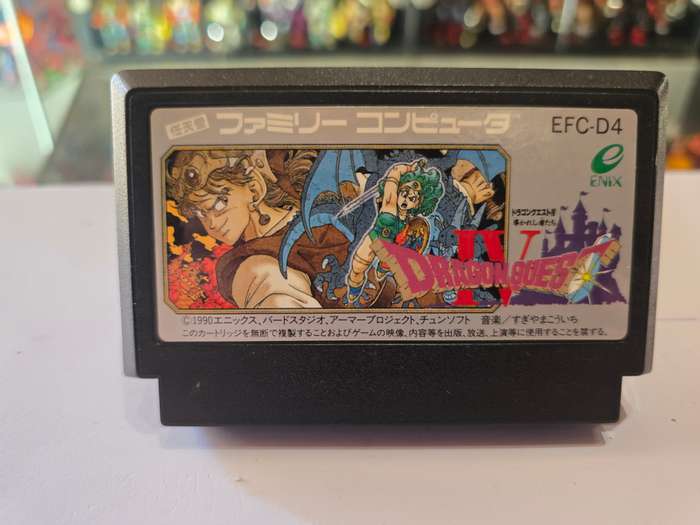 任天堂 ファミリー コンピュータ EFC-D4
ENIX
ドラゴンクエストIV
導かれし者たち
IV
DRAGON QUEST
©1990エニックス、バードスタジオ、アーマープロジェクト、チュンソフト 音楽/すぎやまこういち
このカートリッジを無断で複製することおよびゲームの映像、内容等を出版、放送、上演等に使用することを禁する。